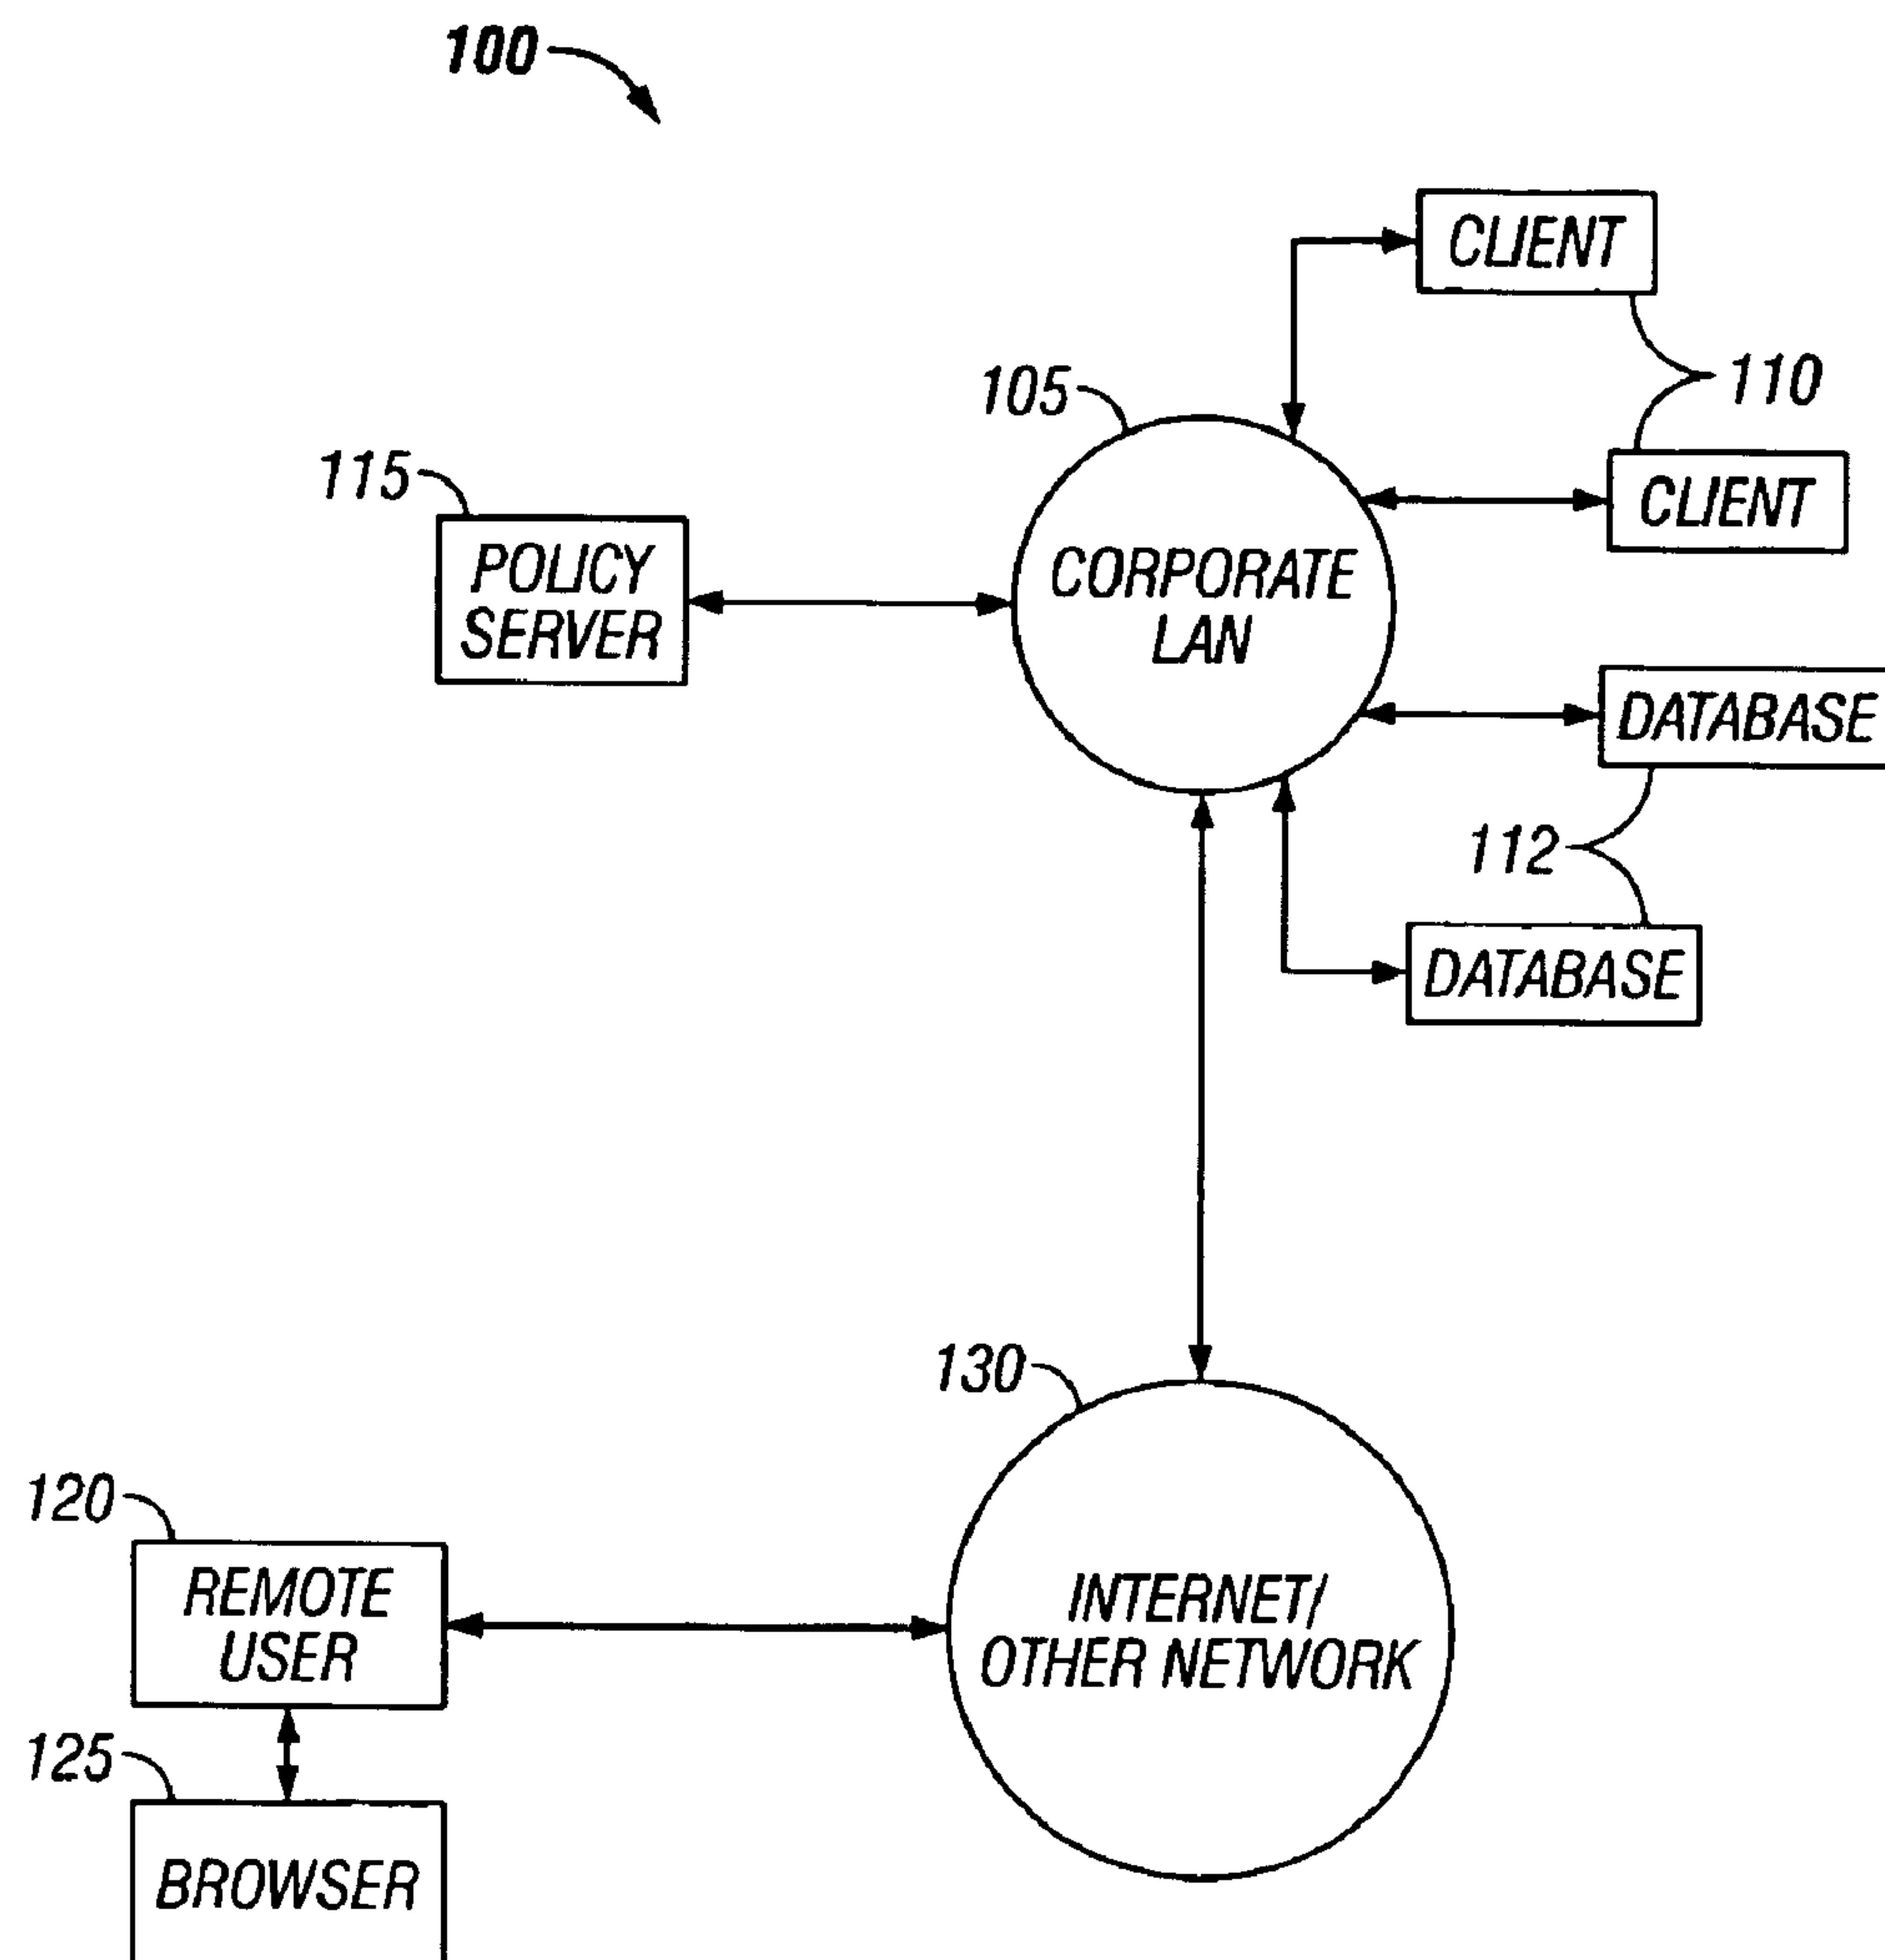 100
CLIENT
110
105
115
CLIENT
POLICY
SERVER
CORPORATE
LAN
DATABASE
112
DATABASE
130
120
REMOTE
USER
INTERNET/
OTHER NETWORK
125
BROWSER